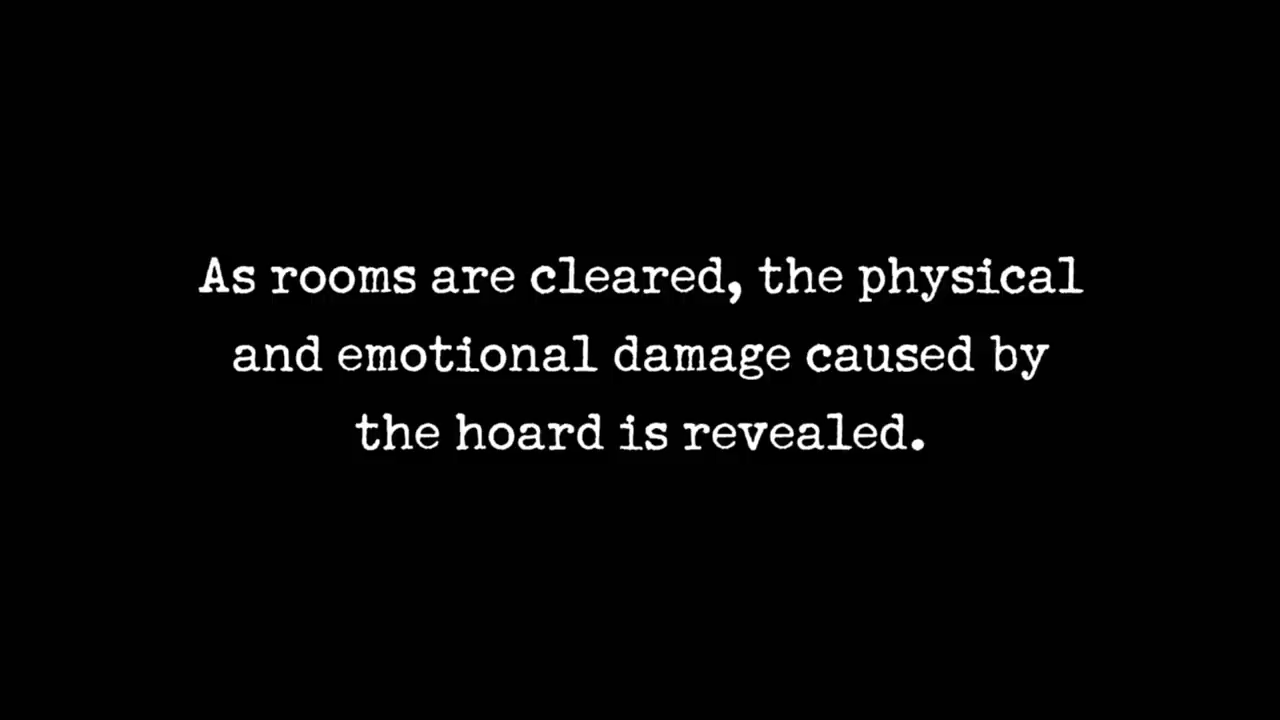 As rooms are cleared, the physical
and emotional damage caused by
the hoard is revealed.